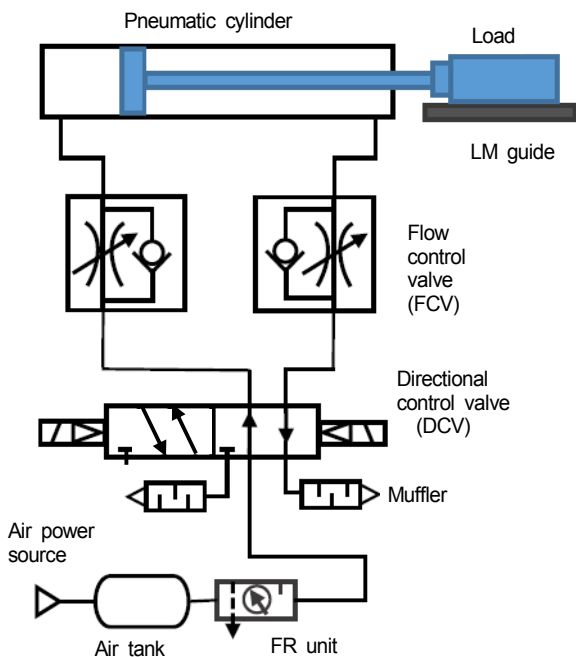 Pneumatic cylinder
Load
LM guide
Flow
control
valve
(FCV)
Directional
control valve
(DCV)
Muffler
Air power
source
Air tank
FR unit